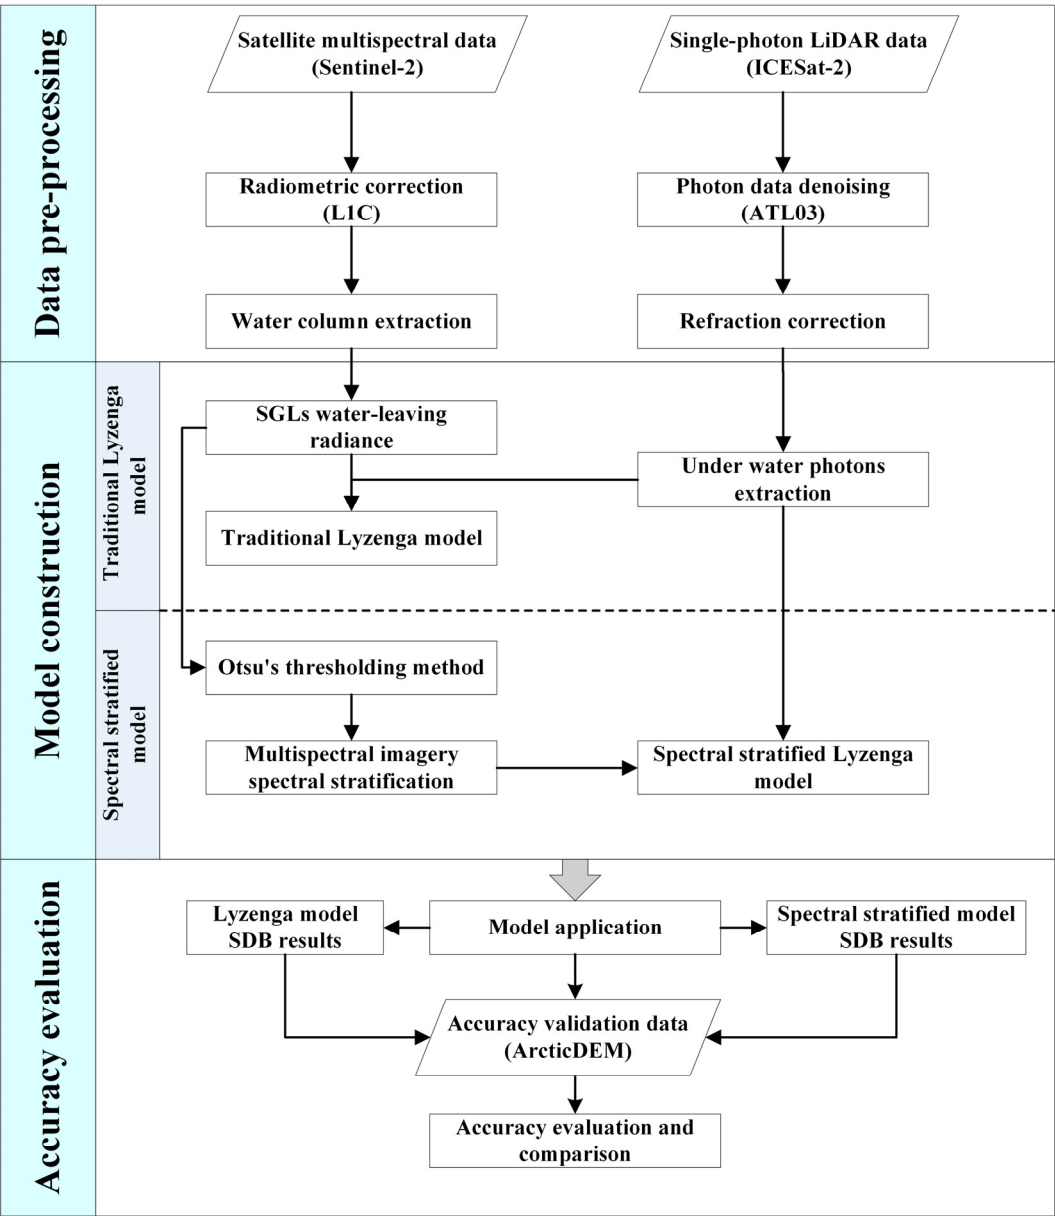 Data pre-processing
Satellite multispectral data
(Sentinel-2)
Single-photon LiDAR data
(ICESat-2)
Radiometric correction
(L1C)
Photon data denoising
(ATL03)
Water column extraction
Refraction correction
Model construction
Traditional Lyzenga
model
SGLs water-leaving
radiance
Under water photons
extraction
Traditional Lyzenga model
Spectral stratified
model
Otsu's thresholding method
Multispectral imagery
spectral stratification
Spectral stratified Lyzenga
model
Accuracy evaluation
Lyzenga model
SDB results
Model application
Spectral stratified model
SDB results
Accuracy validation data
(ArcticDEM)
Accuracy evaluation and
comparison